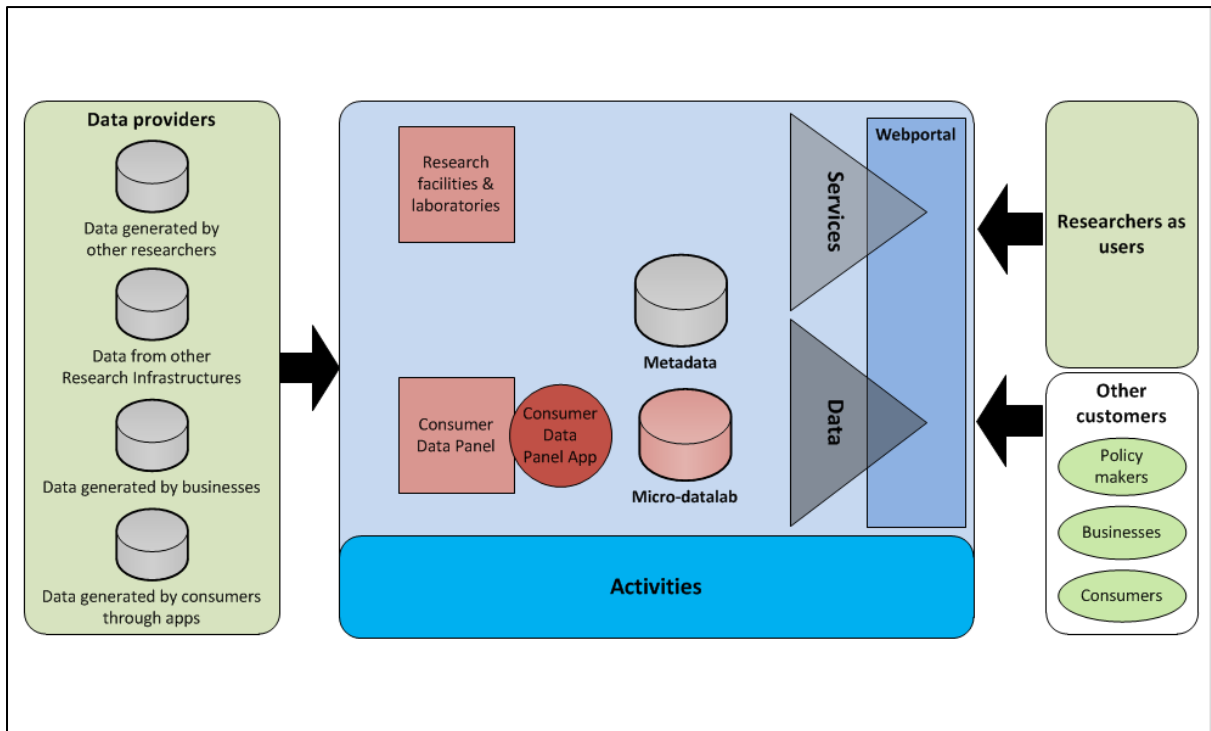 Data providers
Data generated by
other researchers
Data from other
Research Infrastructures
Data generated by businesses
Data generated by consumers
through apps
Research
facilities &
laboratories
Consumer
Data Panel
Consumer
Data
Panel App
Metadata
Micro-datalab
Services
Data
Webportal
Activities
Researchers as
users
Other
customers
Policy
makers
Businesses
Consumers